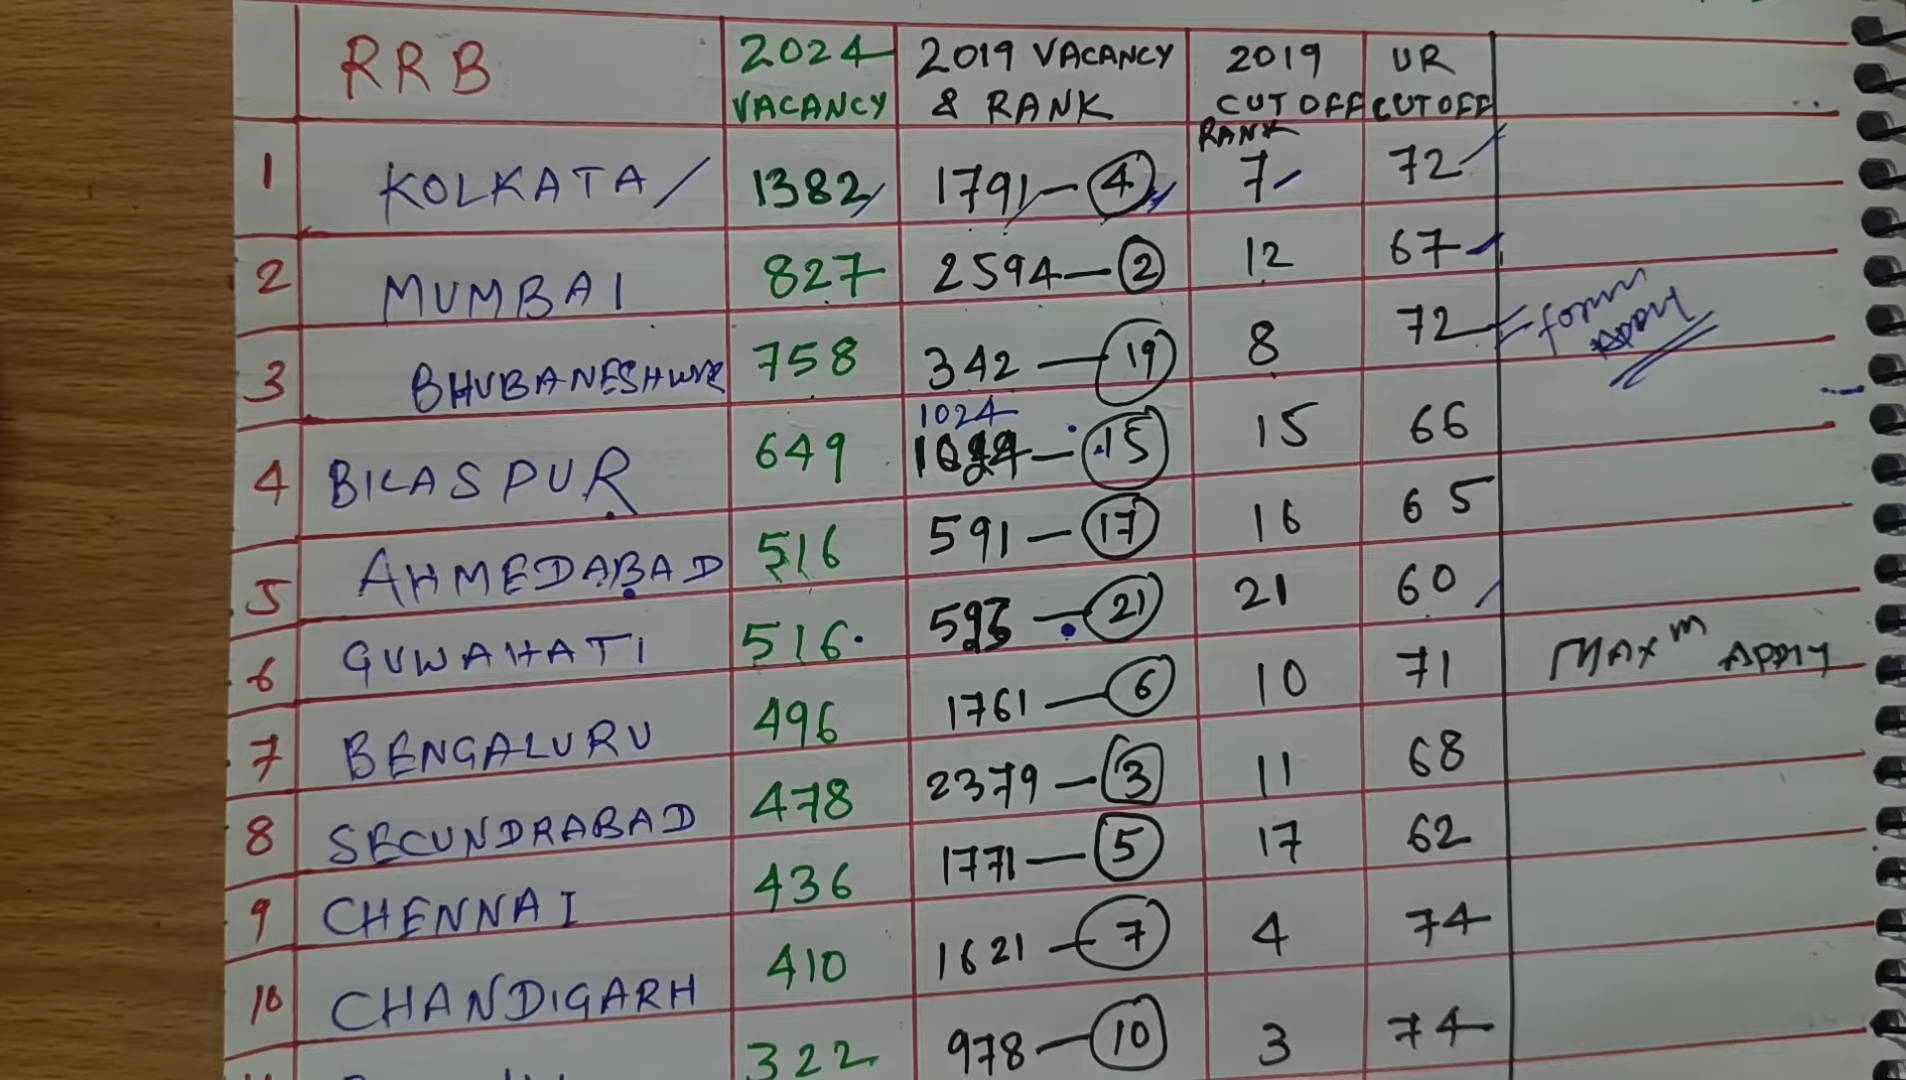 RRB 2024 VACANCY 2019 VACANCY & RANK 2019 CUT OFF RANK UR CUT OFF
1 KOLKATA 1382 1791 - 4 7 72
2 MUMBAI 827 2594 - 2 12 67
3 BHUBANESHWR 758 342 - 19 8 72 form
4 BILASPUR 649 1024 - 15 15 66
5 AHMEDABAD 516 591 - 17 16 65
6 GUWAHATI 516 - 21 21 60
7 BENGALURU 496 1761 - 6 10 71 MAXᵐ APPLY
8 SECUNDRABAD 478 2379 - 3 11 68
9 CHENNAI 436 1771 - 5 17 62
10 CHANDIGARH 410 1621 - 7 4 74
322 978 - 10 3 74